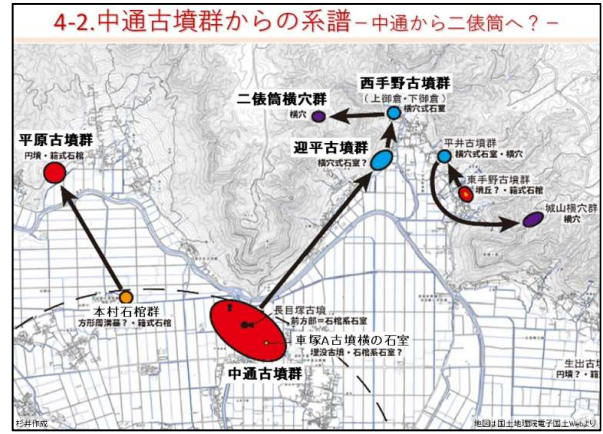 4-2.中通古墳群からの系譜－中通から二俵筒へ？－
西手野古墳群
(上御倉・下御倉)
横穴式石室
二俵筒横穴群
横穴
平原古墳群
円墳・箱式石棺
迎平古墳群
横穴式石室？
平井古墳群
横穴式石室・横穴
東手野古墳群
墳丘？・箱式石棺
城山横穴群
横穴
本村石棺群
方形周溝墓？・箱式石棺
長目塚古墳
前方部＝石棺系石室
車塚A古墳横の石室
埋没古墳・石棺系石室？
中通古墳群
生出古墳
円墳？・箱
杉井作成
地図は国土地理院電子国土Webより